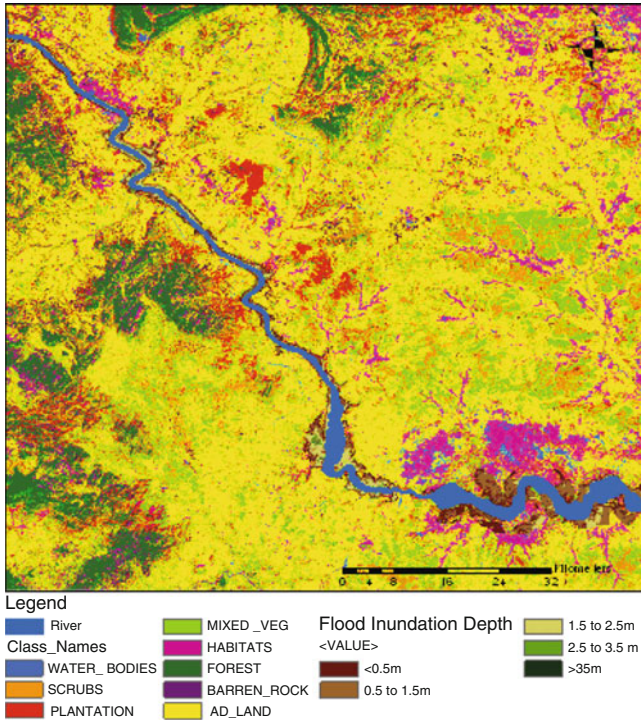 Kilometers
0 4 8 16 24 32
Legend
River
Class_Names
WATER_ BODIES
SCRUBS
PLANTATION
MIXED _VEG
HABITATS
FOREST
BARREN_ROCK
AD_LAND
Flood Inundation Depth
<VALUE>
<0.5m
0.5 to 1.5m
1.5 to 2.5m
2.5 to 3.5 m
>35m